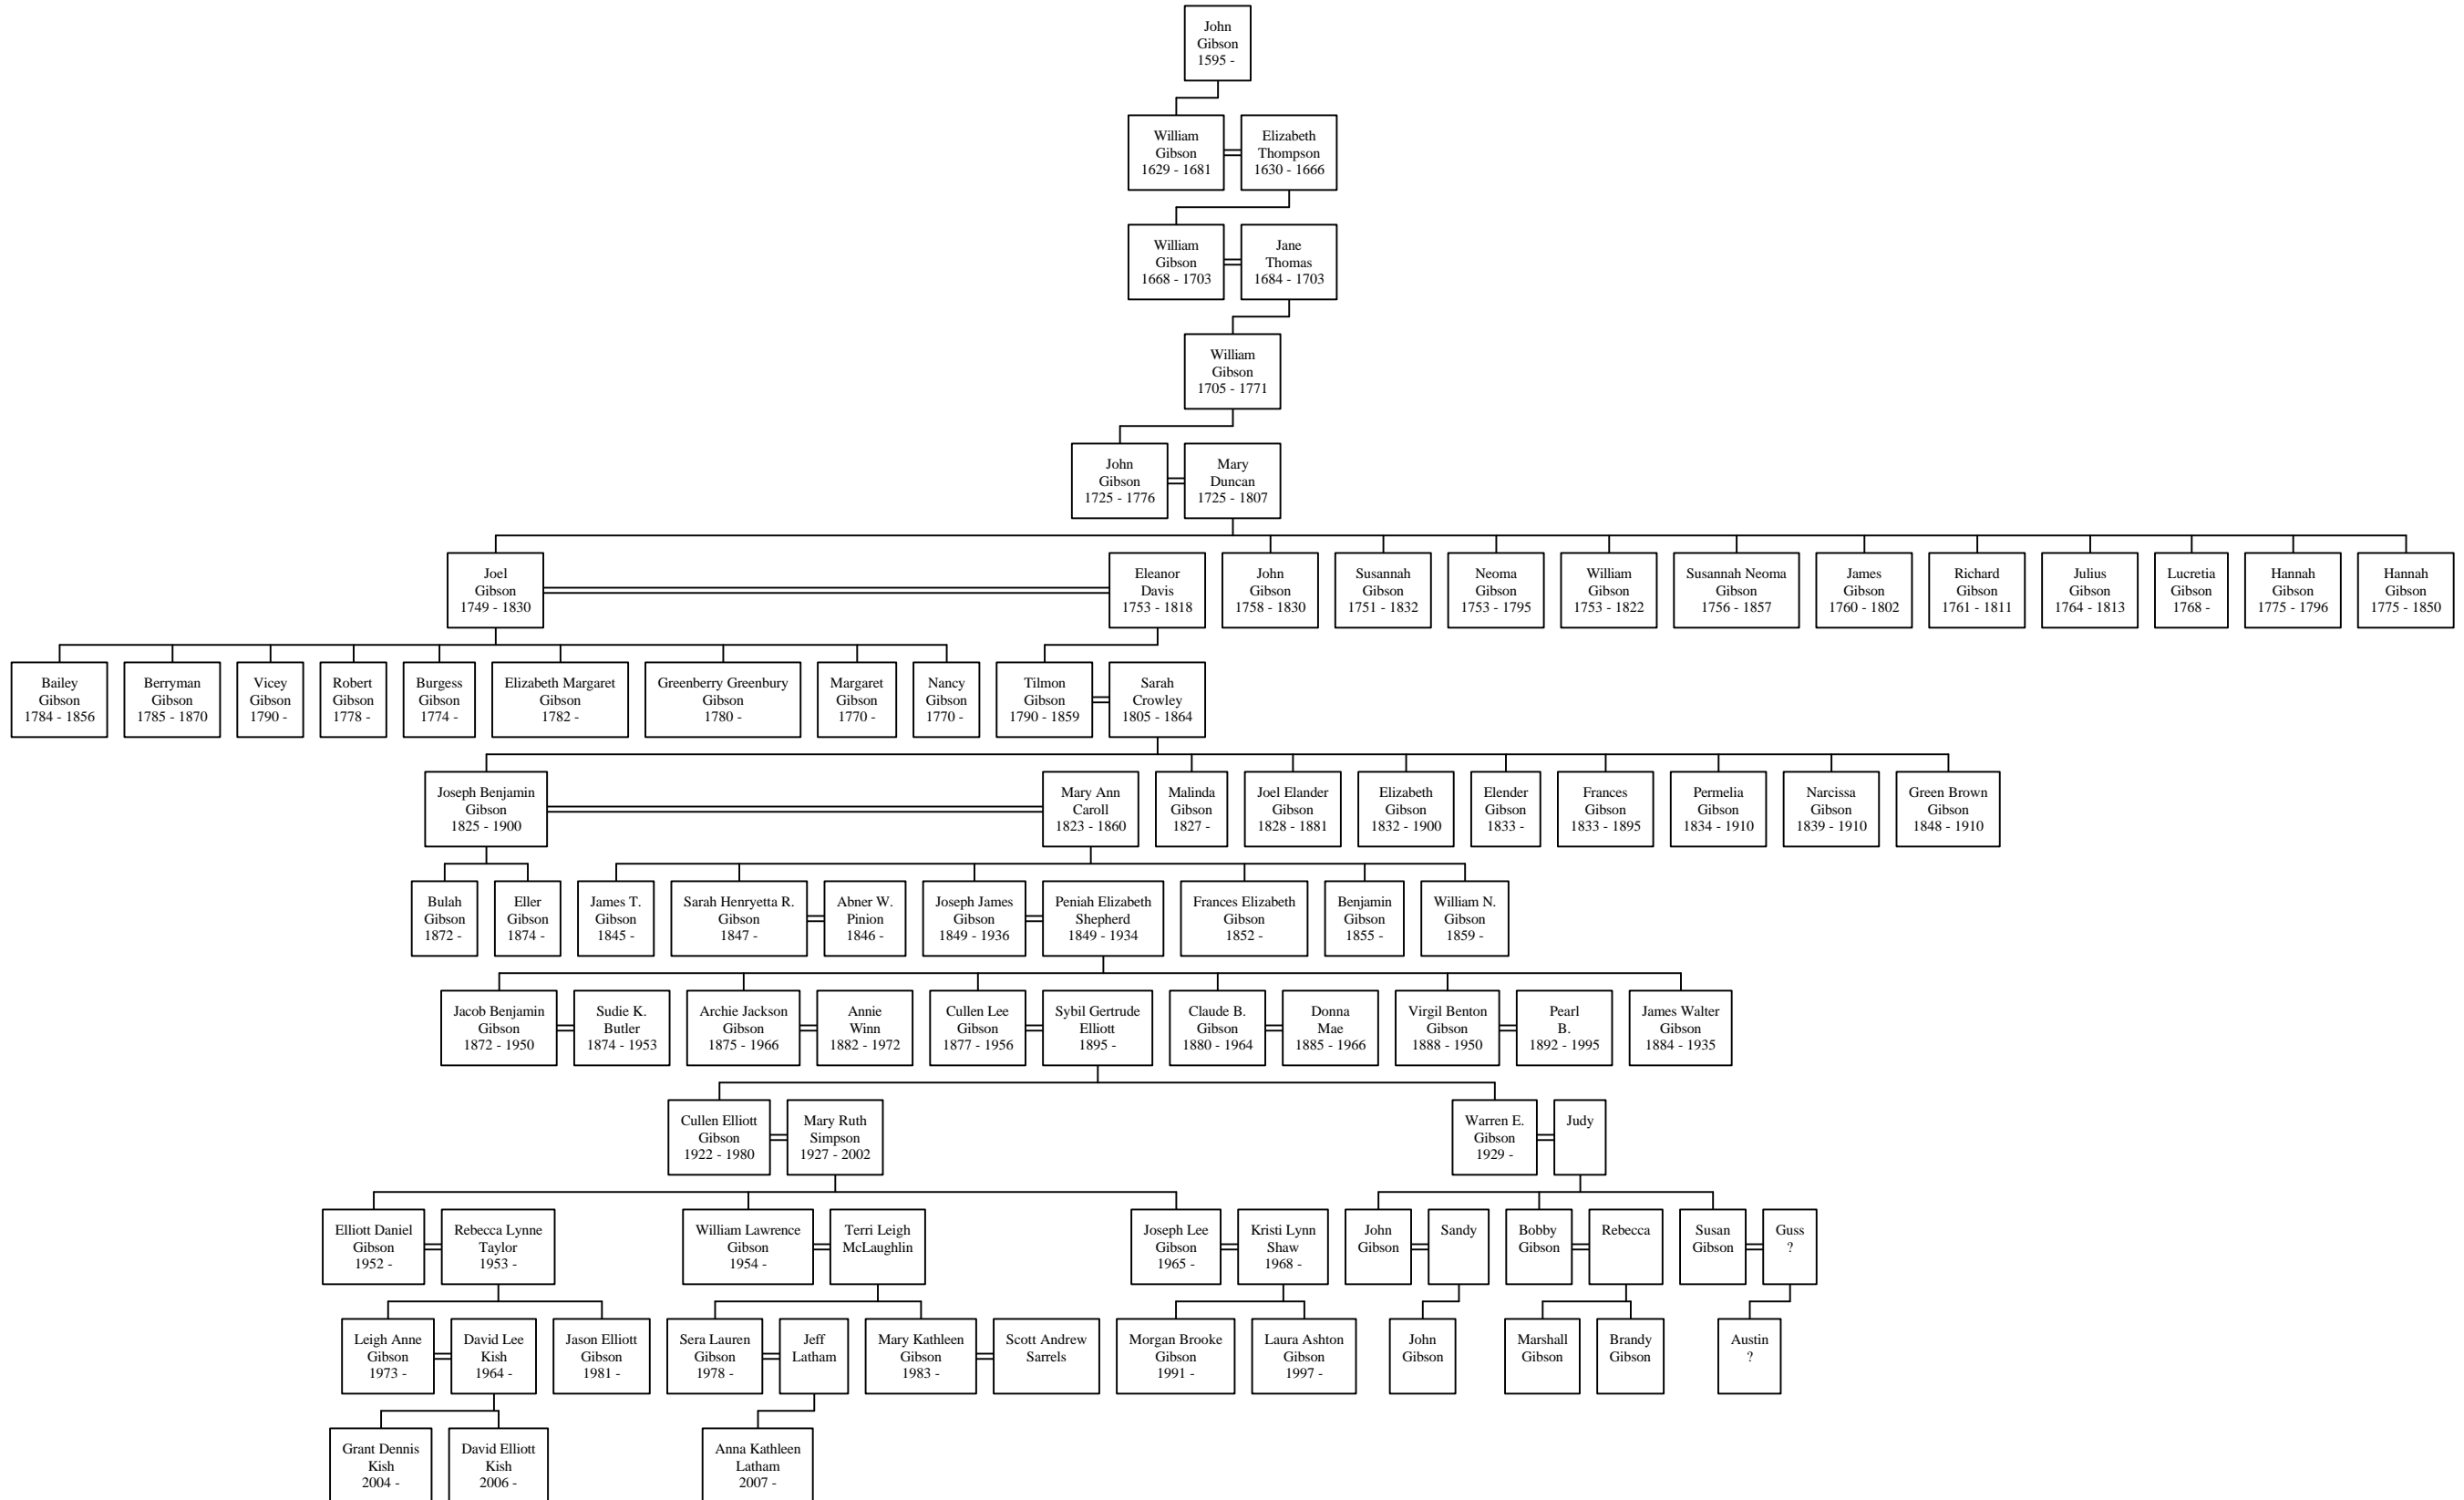 John
Gibson
1595 -
William
Gibson
1629 - 1681
Elizabeth
Thompson
1630 - 1666
William
Gibson
1668 - 1703
Jane
Thomas
1684 - 1703
William
Gibson
1705 - 1771
John
Gibson
1725 - 1776
Mary
Duncan
1725 - 1807
Joel
Gibson
1749 - 1830
Eleanor
Davis
1753 - 1818
John
Gibson
1758 - 1830
Susannah
Gibson
1751 - 1832
Neoma
Gibson
1753 - 1795
William
Gibson
1753 - 1822
Susannah Neoma
Gibson
1756 - 1857
James
Gibson
1760 - 1802
Richard
Gibson
1761 - 1811
Julius
Gibson
1764 - 1813
Lucretia
Gibson
1768 -
Hannah
Gibson
1775 - 1796
Hannah
Gibson
1775 - 1850
Bailey
Gibson
1784 - 1856
Berryman
Gibson
1785 - 1870
Vicey
Gibson
1790 -
Robert
Gibson
1778 -
Burgess
Gibson
1774 -
Elizabeth Margaret
Gibson
1782 -
Greenberry Greenbury
Gibson
1780 -
Margaret
Gibson
1770 -
Nancy
Gibson
1770 -
Tilmon
Gibson
1790 - 1859
Sarah
Crowley
1805 - 1864
Joseph Benjamin
Gibson
1825 - 1900
Mary Ann
Caroll
1823 - 1860
Malinda
Gibson
1827 -
Joel Elander
Gibson
1828 - 1881
Elizabeth
Gibson
1832 - 1900
Elender
Gibson
1833 -
Frances
Gibson
1833 - 1895
Permelia
Gibson
1834 - 1910
Narcissa
Gibson
1839 - 1910
Green Brown
Gibson
1848 - 1910
Bulah
Gibson
1872 -
Eller
Gibson
1874 -
James T.
Gibson
1845 -
Sarah Henryetta R.
Gibson
1847 -
Abner W.
Pinion
1846 -
Joseph James
Gibson
1849 - 1936
Peniah Elizabeth
Shepherd
1849 - 1934
Frances Elizabeth
Gibson
1852 -
Benjamin
Gibson
1855 -
William N.
Gibson
1859 -
Jacob Benjamin
Gibson
1872 - 1950
Sudie K.
Butler
1874 - 1953
Archie Jackson
Gibson
1875 - 1966
Annie
Winn
1882 - 1972
Cullen Lee
Gibson
1877 - 1956
Sybil Gertrude
Elliott
1895 -
Claude B.
Gibson
1880 - 1964
Donna
Mae
1885 - 1966
Virgil Benton
Gibson
1888 - 1950
Pearl
B.
1892 - 1995
James Walter
Gibson
1884 - 1935
Cullen Elliott
Gibson
1922 - 1980
Mary Ruth
Simpson
1927 - 2002
Warren E.
Gibson
1929 -
Judy
Elliott Daniel
Gibson
1952 -
Rebecca Lynne
Taylor
1953 -
William Lawrence
Gibson
1954 -
Terri Leigh
McLaughlin
Joseph Lee
Gibson
1965 -
Kristi Lynn
Shaw
1968 -
John
Gibson
Sandy
Bobby
Gibson
Rebecca
Susan
Gibson
Guss
?
Leigh Anne
Gibson
1973 -
David Lee
Kish
1964 -
Jason Elliott
Gibson
1981 -
Sera Lauren
Gibson
1978 -
Jeff
Latham
Mary Kathleen
Gibson
1983 -
Scott Andrew
Sarrels
Morgan Brooke
Gibson
1991 -
Laura Ashton
Gibson
1997 -
John
Gibson
Marshall
Gibson
Brandy
Gibson
Austin
?
Grant Dennis
Kish
2004 -
David Elliott
Kish
2006 -
Anna Kathleen
Latham
2007 -